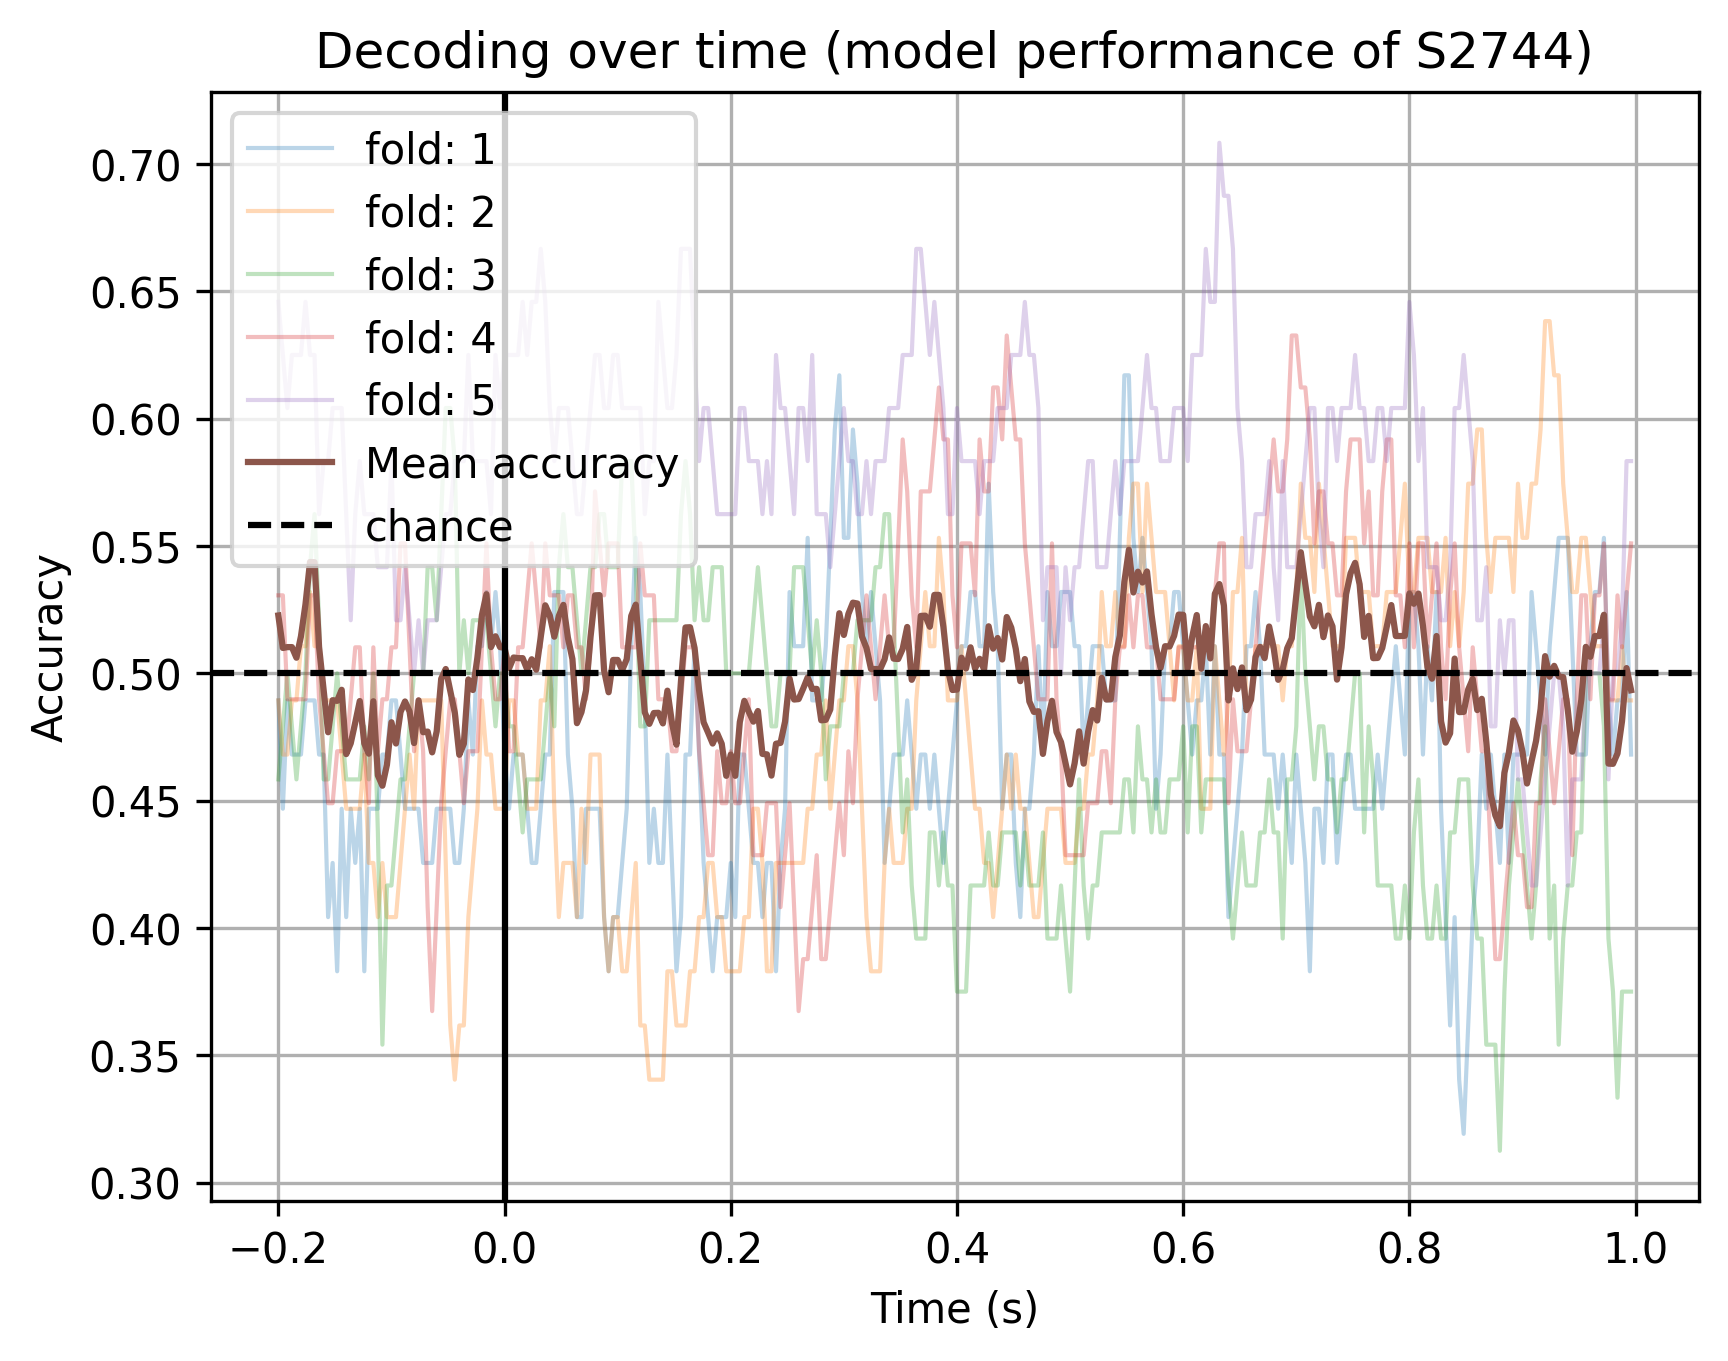 Decoding over time (model performance of S2744)
fold: 1
fold: 2
fold: 3
fold: 4
fold: 5
Mean accuracy
chance
Accuracy
0.70
0.65
0.60
0.55
0.50
0.45
0.40
0.35
0.30
−0.2 0.0 0.2 0.4 0.6 0.8 1.0
Time (s)